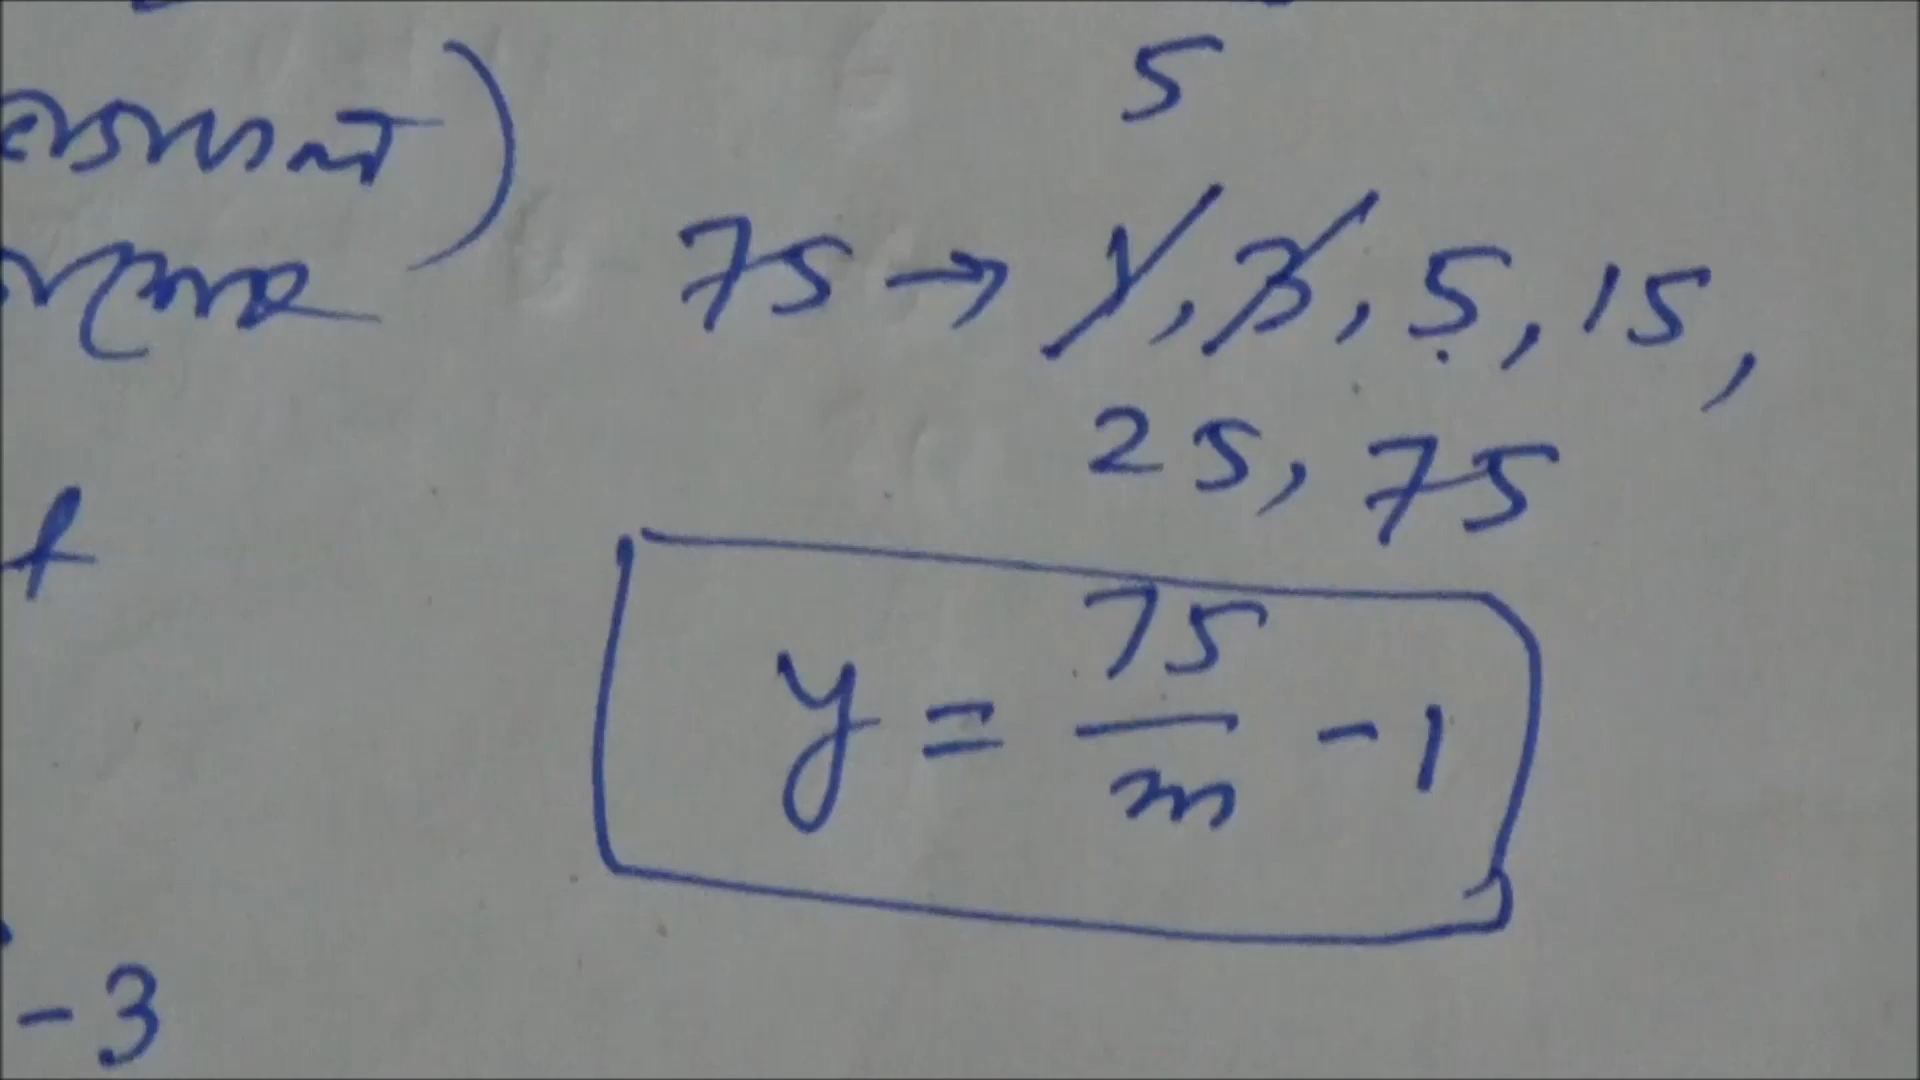 5
75 → 1, 3, 5, 15,
25, 75
y = 75/m - 1
- 3